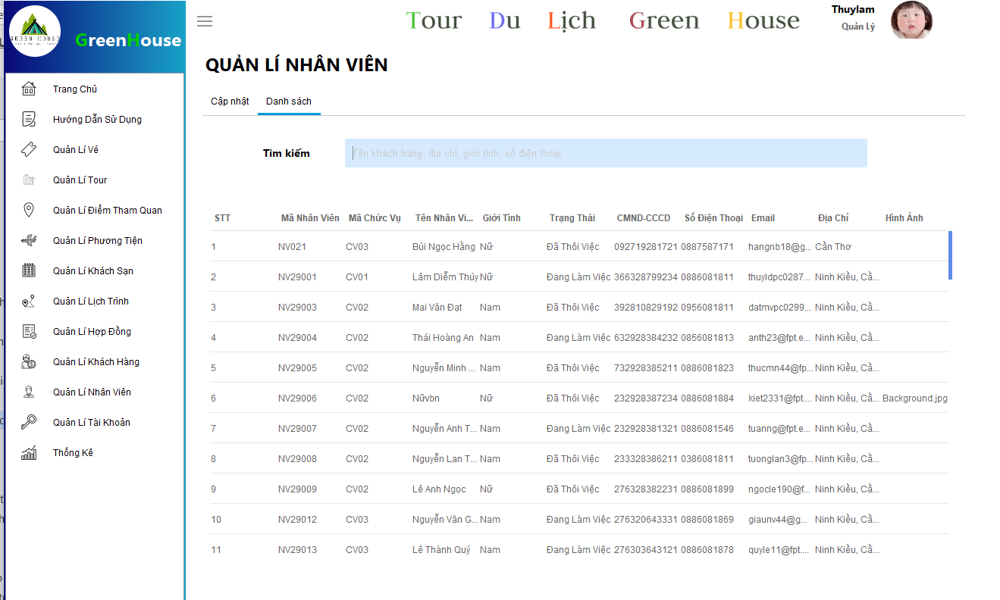 GREEN HOUSE
GreenHouse
Tour Du Lịch Green House
Thuylam
Quản Lý
Trang Chủ
Hướng Dẫn Sử Dụng
Quản Lí Vé
Quản Lí Tour
Quản Lí Điểm Tham Quan
Quản Lí Phương Tiện
Quản Lí Khách Sạn
Quản Lí Lịch Trình
Quản Lí Hợp Đồng
Quản Lí Khách Hàng
Quản Lí Nhân Viên
Quản Lí Tài Khoản
Thống Kê
QUẢN LÍ NHÂN VIÊN
Cập nhật Danh sách
Tìm kiếm Tên khách hàng, địa chỉ, giới tính, số điện thoại
STT Mã Nhân Viên Mã Chức Vụ Tên Nhân Vi... Giới Tính Trạng Thái CMND-CCCD Số Điện Thoại Email Địa Chỉ Hình Ảnh
1 NV021 CV03 Bùi Ngọc Hằng Nữ Đã Thôi Việc 092719281721 0887587171 hangnb18@g... Cần Thơ
2 NV29001 CV01 Lâm Diễm Thúy Nữ Đang Làm Việc 366328799234 0886081811 thuyldpc0287... Ninh Kiều, Cầ...
3 NV29003 CV02 Mai Văn Đạt Nam Đã Thôi Việc 392810829192 0956081811 datmvpc0299... Ninh Kiều, Cầ...
4 NV29004 CV02 Thái Hoàng An Nam Đang Làm Việc 632928384232 0856081813 anth23@fpt.e... Ninh Kiều, Cầ...
5 NV29005 CV02 Nguyễn Minh ... Nam Đã Thôi Việc 732928385211 0886081823 thucmn44@fp... Ninh Kiều, Cầ...
6 NV29006 CV02 Nữvbn Nữ Đã Thôi Việc 232928387234 0886081884 kiet2331@fpt.... Ninh Kiều, Cầ... Background.jpg
7 NV29007 CV02 Nguyễn Anh T... Nam Đang Làm Việc 232928381321 0886081546 tuanng@fpt.e... Ninh Kiều, Cầ...
8 NV29008 CV02 Nguyễn Lan T... Nam Đã Thôi Việc 233328386211 0386081811 tuonglan3@fp... Ninh Kiều, Cầ...
9 NV29009 CV02 Lê Anh Ngọc Nữ Đã Thôi Việc 276328382231 0886081899 ngocle190@f... Ninh Kiều, Cầ...
10 NV29012 CV03 Nguyễn Văn G... Nam Đang Làm Việc 276320643331 0886081869 giaunv44@g... Ninh Kiều, Cầ...
11 NV29013 CV03 Lê Thành Quý Nam Đang Làm Việc 276303643121 0886081878 quyle11@fpt.... Ninh Kiều, Cầ...